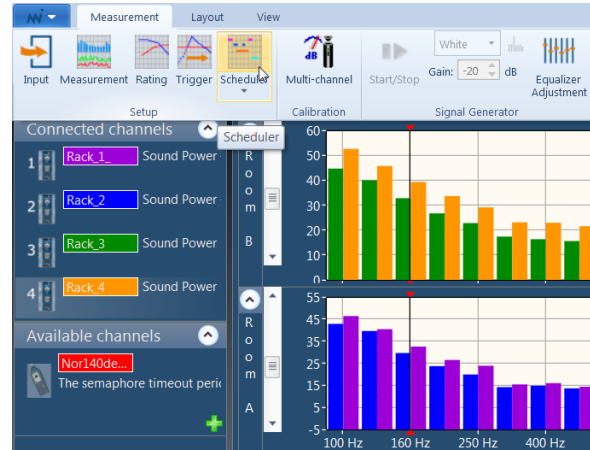 Measurement Layout View
White
Gain: -20 dB
Input Measurement Rating Trigger Scheduler Multi-channel Start/Stop Equalizer
Adjustment
Setup Calibration Signal Generator
Scheduler
Connected channels
1 Rack_1_ Sound Power
2 Rack_2 Sound Power
3 Rack_3 Sound Power
4 Rack_4 Sound Power
Available channels
Nor140de...
The semaphore timeout peri
Room B
60
50
40
30
20
10
0
Room A
55
45
35
25
15
5
-5
100 Hz 160 Hz 250 Hz 400 Hz